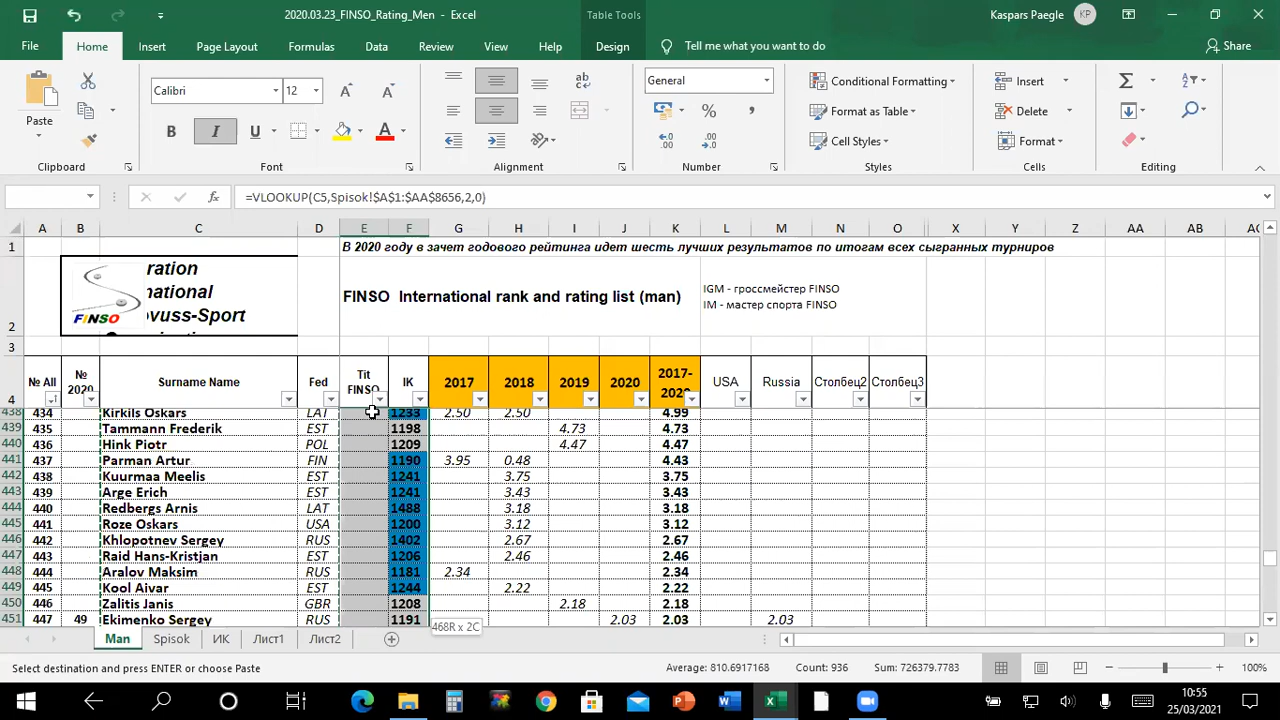 2020.03.23_FINSO_Rating_Men - Excel
Table Tools
Kaspars Paegle KP
File Home Insert Page Layout Formulas Data Review View Help Design Tell me what you want to do Share
Paste
Calibri 12
B I U
General
Conditional Formatting
Format as Table
Cell Styles
Insert
Delete
Format
Clipboard Font Alignment Number Styles Cells Editing
=VLOOKUP(C5,Spisok!$A$1:$AA$8656,2,0)
A B C D E F G H I J K L M N O X Y Z AA AB AC
1 В 2020 году в зачет годового рейтинга идет шесть лучших результатов по итогам всех сыгранных турниров
2 FINSO FINSO International rank and rating list (man)
IGM - гроссмейстер FINSO
IM - мастер спорта FINSO
3
4 № All № 2020 Surname Name Fed Tit FINSO IK 2017 2018 2019 2020 2017-2020 USA Russia Столбец2 Столбец3
438 434 Kirkils Oskars LAT 1233 2.50 2.50 4.99
439 435 Tammann Frederik EST 1198 4.73 4.73
440 436 Hink Piotr POL 1209 4.47 4.47
441 437 Parman Artur FIN 1190 3.95 0.48 4.43
442 438 Kuurmaa Meelis EST 1241 3.75 3.75
443 439 Arge Erich EST 1241 3.43 3.43
444 440 Redbergs Arnis LAT 1488 3.18 3.18
445 441 Roze Oskars USA 1200 3.12 3.12
446 442 Khlopotnev Sergey RUS 1402 2.67 2.67
447 443 Raid Hans-Kristjan EST 1206 2.46 2.46
448 444 Aralov Maksim RUS 1181 2.34 2.34
449 445 Kool Aivar EST 1244 2.22 2.22
450 446 Zalitis Janis GBR 1208 2.18 2.18
451 447 49 Ekimenko Sergey RUS 1191 2.03 2.03 2.03
468R x 2C
Man Spisok ИК Лист1 Лист2
Select destination and press ENTER or choose Paste Average: 810.6917168 Count: 936 Sum: 726379.7783 100%
10:55
25/03/2021